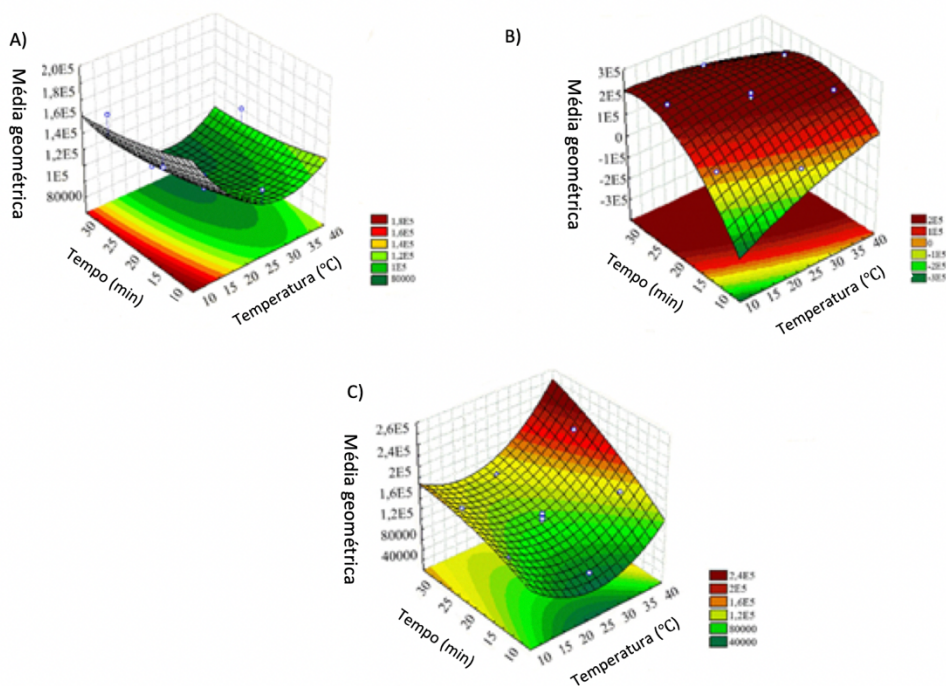 A)
Média geométrica
2,0E5
1,8E5
1,6E5
1,4E5
1,2E5
1E5
80000
30
25
20
15
10
Tempo (min)
10
15
20
25
30
35
40
Temperatura (°C)
1,8E5
1,6E5
1,4E5
1,2E5
1E5
80000
B)
Média geométrica
3E5
2E5
1E5
0
-1E5
-2E5
-3E5
30
25
20
15
10
Tempo (min)
10
15
20
25
30
35
40
Temperatura (°C)
2E5
1E5
0
-1E5
-2E5
-3E5
C)
Média geométrica
2,6E5
2,4E5
2E5
1,6E5
1,2E5
80000
40000
30
25
20
15
10
Tempo (min)
10
15
20
25
30
35
40
Temperatura (°C)
2,4E5
2E5
1,6E5
1,2E5
80000
40000